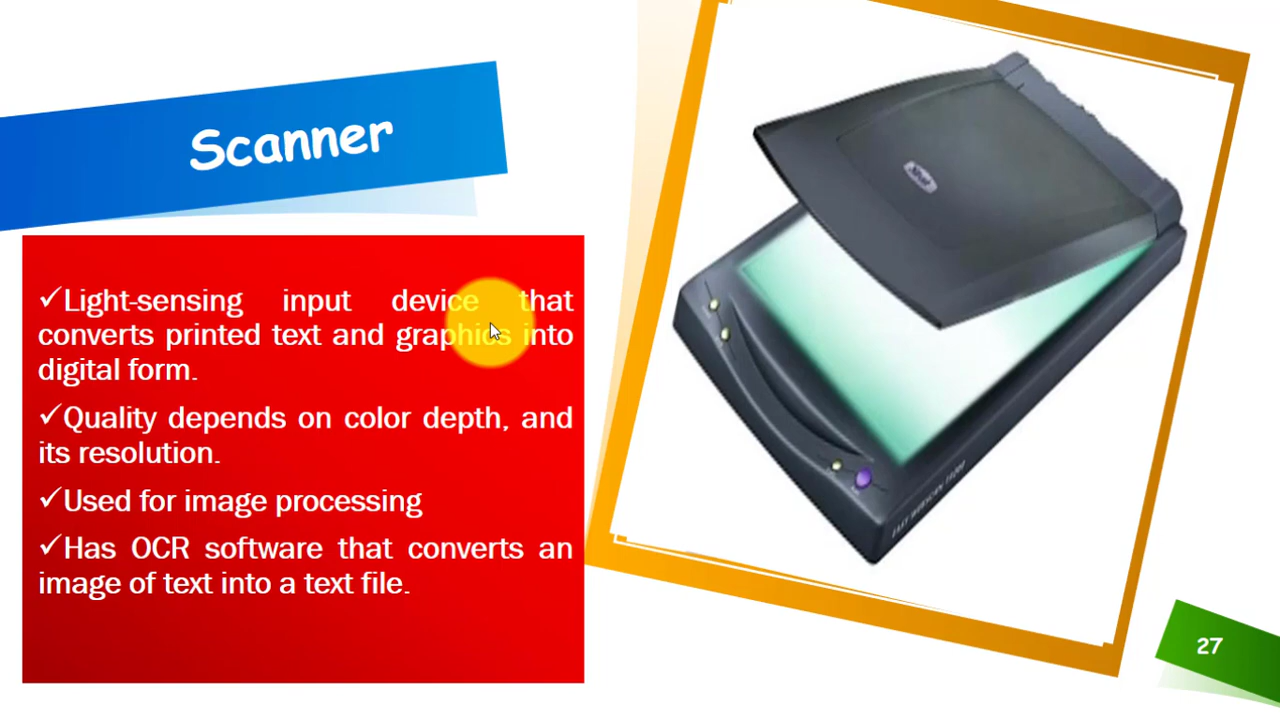 Scanner
✓Light-sensing input device that
converts printed text and graphics into
digital form.
✓Quality depends on color depth, and
its resolution.
✓Used for image processing
✓Has OCR software that converts an
image of text into a text file.
27